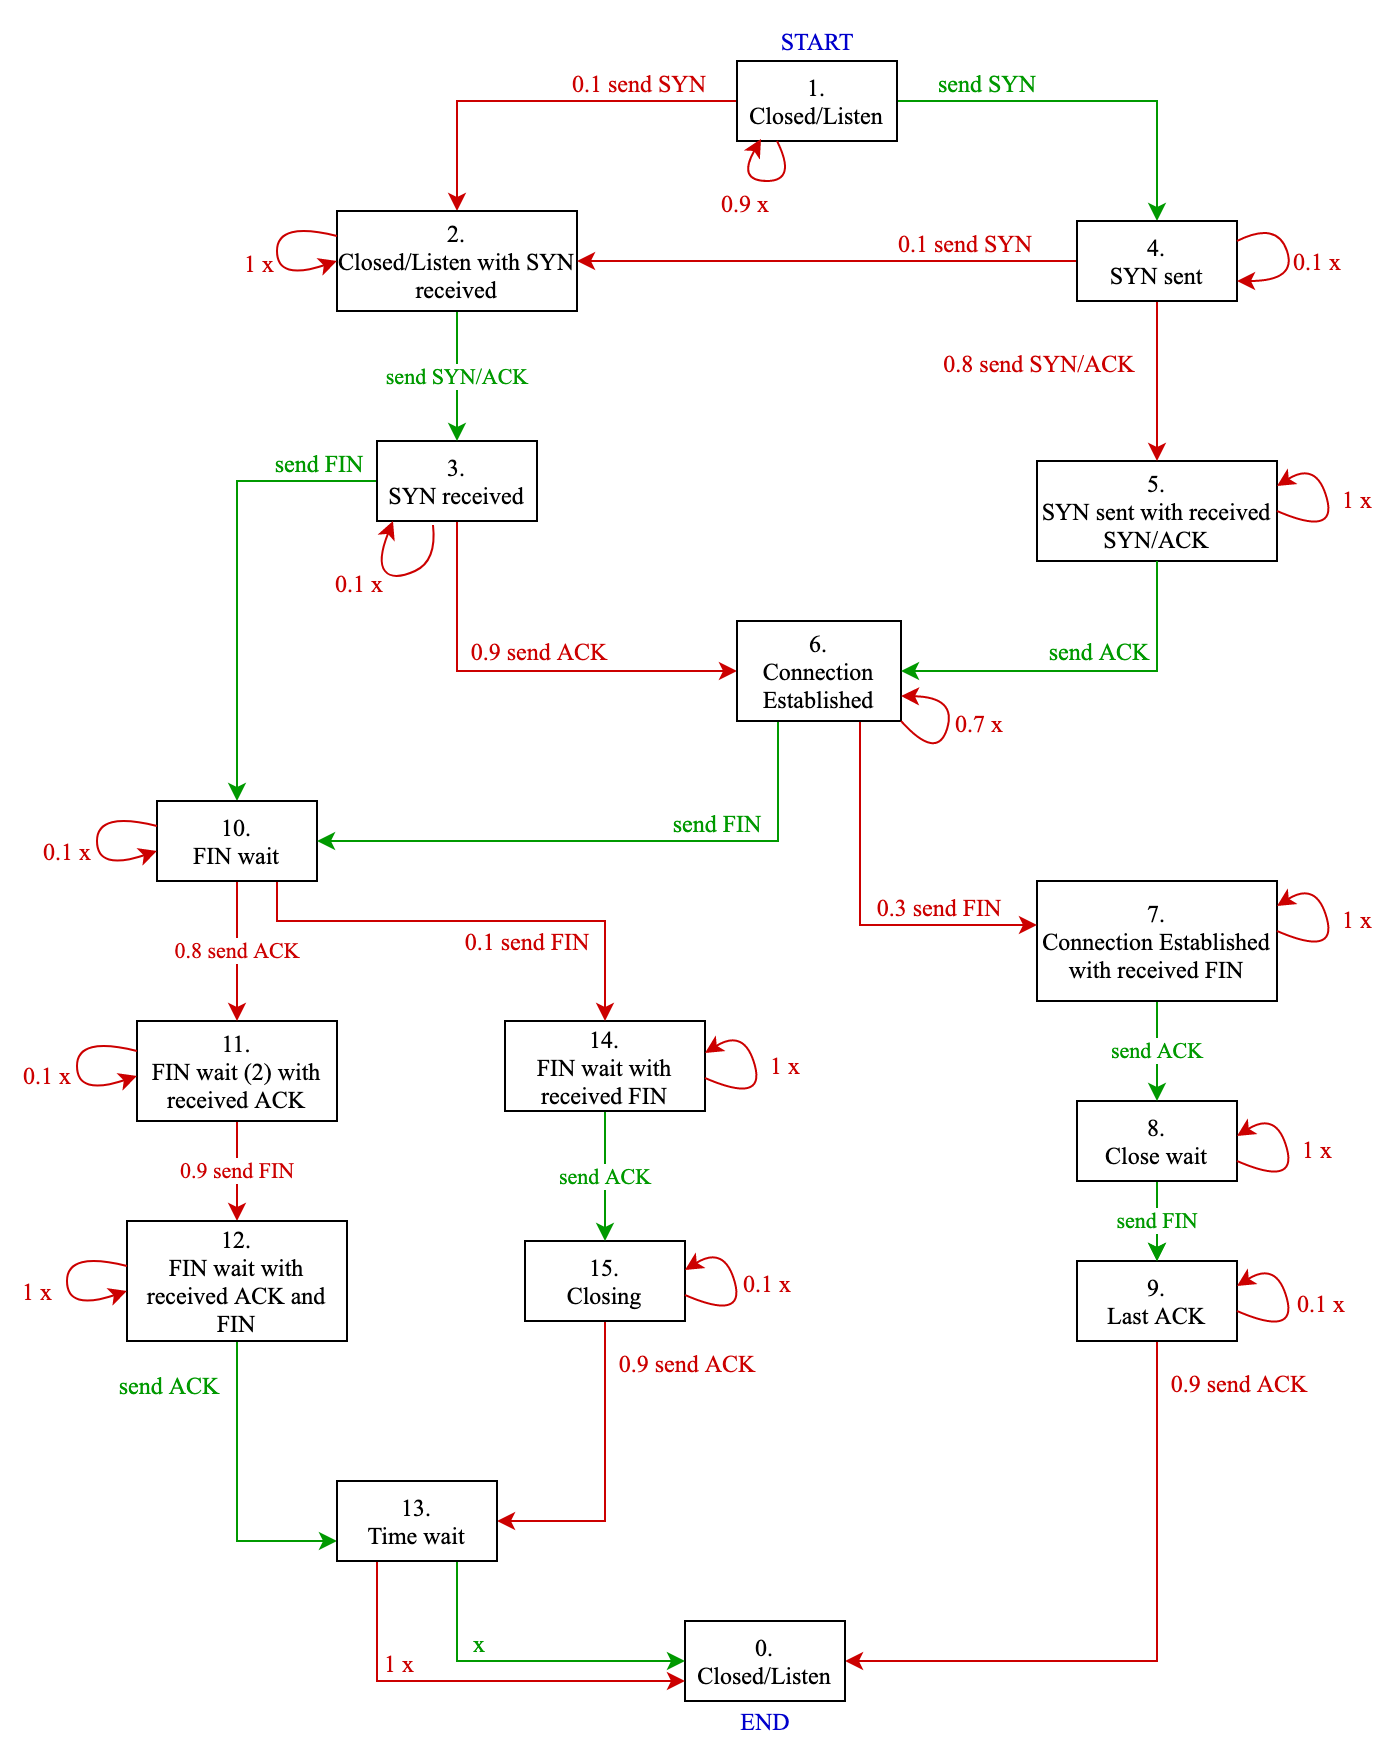 START
0.1 send SYN
1.
Closed/Listen
send SYN
0.9 x
2.
Closed/Listen with SYN
received
1 x
0.1 send SYN
4.
SYN sent
0.1 x
send SYN/ACK
0.8 send SYN/ACK
send FIN
3.
SYN received
0.1 x
5.
SYN sent with received
SYN/ACK
1 x
0.9 send ACK
6.
Connection
Established
send ACK
0.7 x
send FIN
10.
FIN wait
0.1 x
0.3 send FIN
7.
Connection Established
with received FIN
1 x
0.8 send ACK
0.1 send FIN
11.
FIN wait (2) with
received ACK
0.1 x
14.
FIN wait with
received FIN
1 x
send ACK
8.
Close wait
1 x
0.9 send FIN
send ACK
send FIN
12.
FIN wait with
received ACK and
FIN
1 x
15.
Closing
0.1 x
9.
Last ACK
0.1 x
send ACK
0.9 send ACK
0.9 send ACK
13.
Time wait
x
1 x
0.
Closed/Listen
END